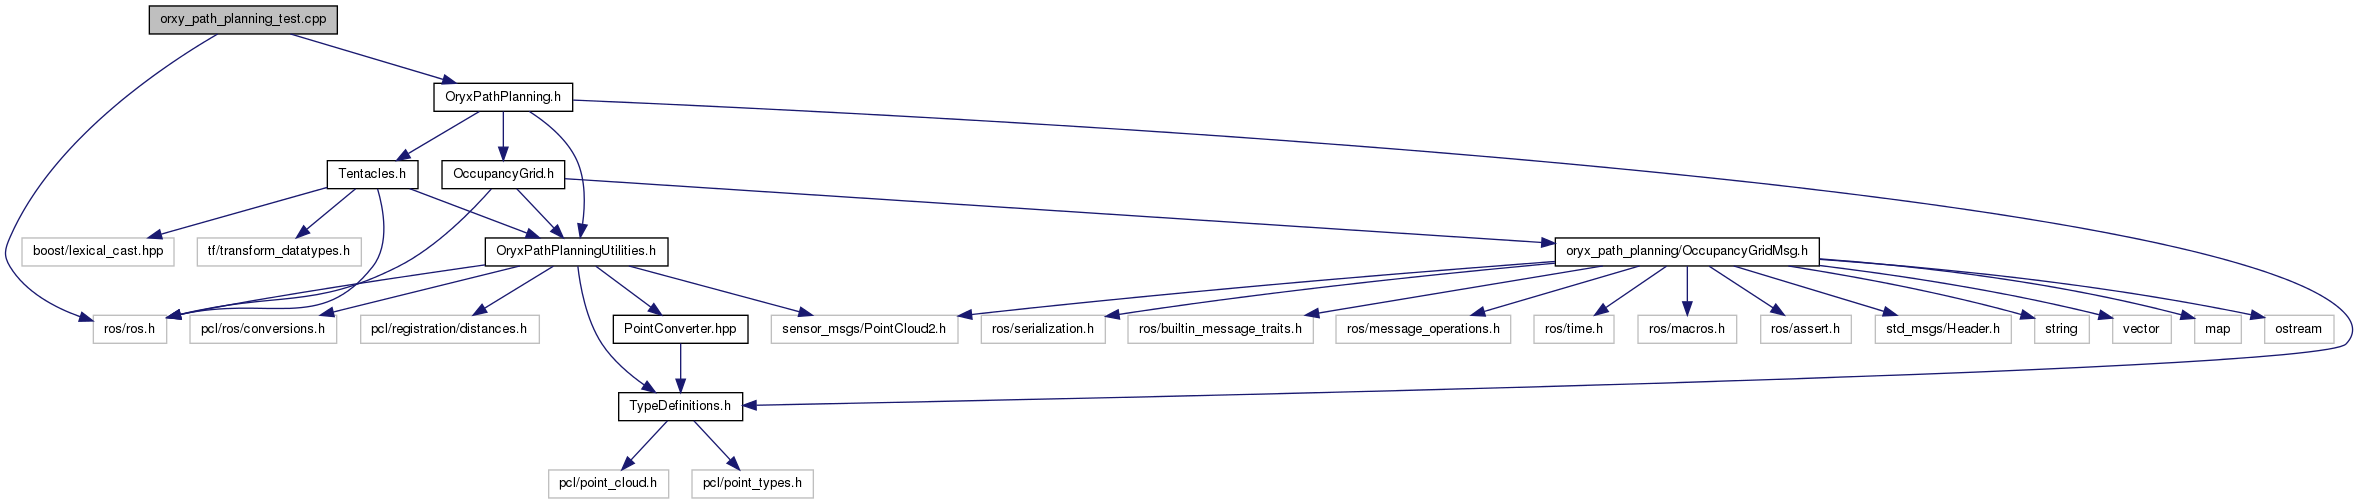 orxy_path_planning_test.cpp
OryxPathPlanning.h
Tentacles.h
OccupancyGrid.h
boost/lexical_cast.hpp
tf/transform_datatypes.h
OryxPathPlanningUtilities.h
oryx_path_planning/OccupancyGridMsg.h
ros/ros.h
pcl/ros/conversions.h
pcl/registration/distances.h
PointConverter.hpp
sensor_msgs/PointCloud2.h
ros/serialization.h
ros/builtin_message_traits.h
ros/message_operations.h
ros/time.h
ros/macros.h
ros/assert.h
std_msgs/Header.h
string
vector
map
ostream
TypeDefinitions.h
pcl/point_cloud.h
pcl/point_types.h